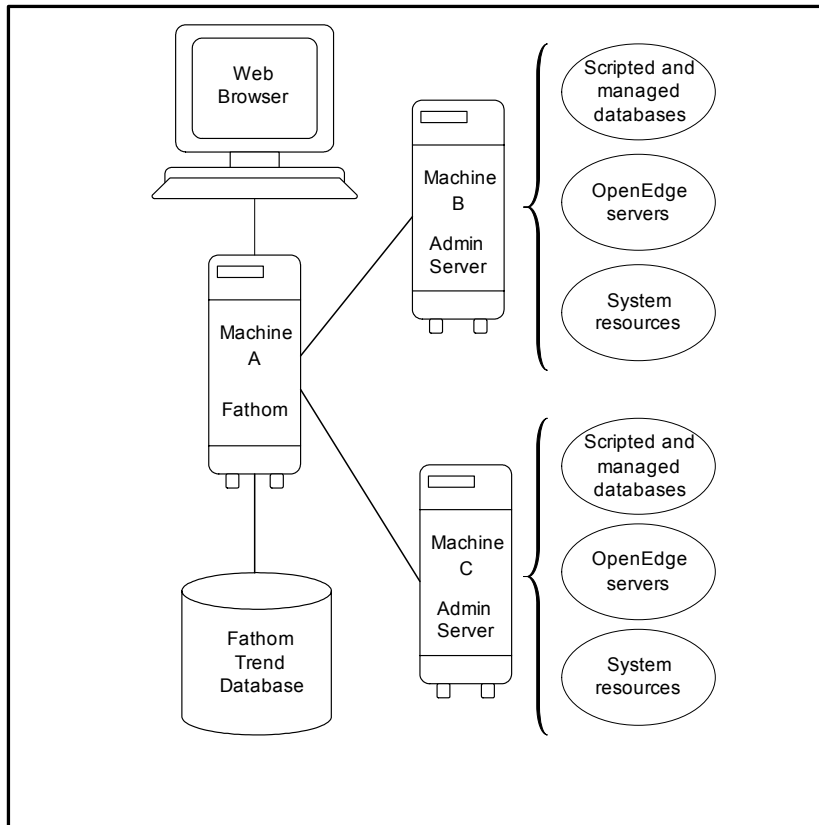 Web
Browser
Machine
A
Fathom
Fathom
Trend
Database
Machine
B
Admin
Server
Scripted and
managed
databases
OpenEdge
servers
System
resources
Machine
C
Admin
Server
Scripted and
managed
databases
OpenEdge
servers
System
resources